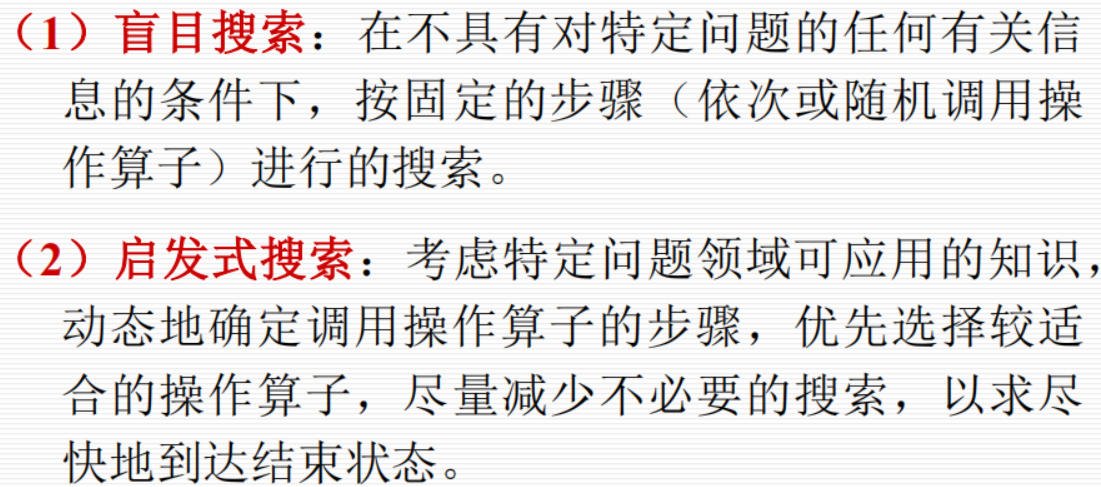 （1）盲目搜索：在不具有对特定问题的任何有关信
息的条件下，按固定的步骤（依次或随机调用操
作算子）进行的搜索。
（2）启发式搜索：考虑特定问题领域可应用的知识，
动态地确定调用操作算子的步骤，优先选择较适
合的操作算子，尽量减少不必要的搜索，以求尽
快地到达结束状态。